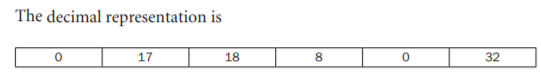 The decimal representation is
0 17 18 8 0 32